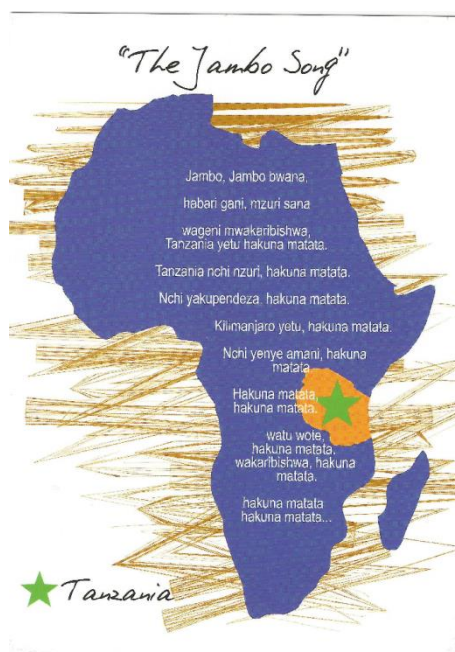 "The Jambo Song"
Jambo, Jambo bwana,
habari gani, mzuri sana
wageni mwakaribishwa,
Tanzania yetu hakuna matata.
Tanzania nchi nzuri, hakuna matata.
Nchi yakupendeza, hakuna matata.
Kilimanjaro yetu, hakuna matata.
Nchi yenye amani, hakuna
matata
Hakuna matata,
hakuna matata.
watu wote,
hakuna matata.
wakaribishwa, hakuna
matata.
hakuna matata
hakuna matata...
Tanzania